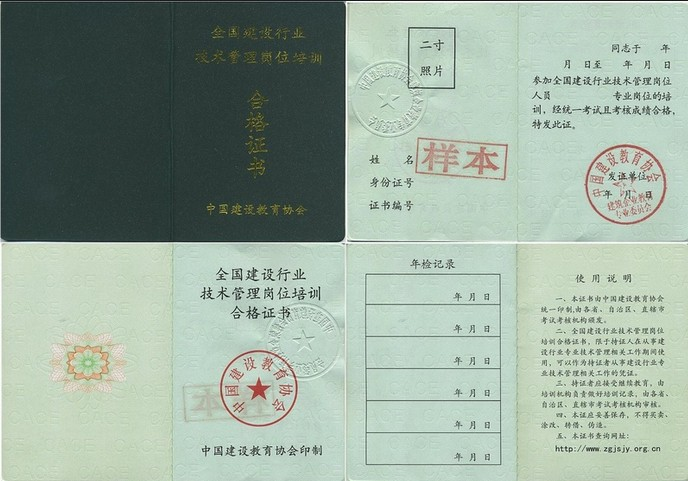 全国建设行业
技术管理岗位培训
合格证书
中国建设教育协会
二寸
照片
姓 名
身份证号
证书编号
样本
同志于 年
月 日至 年 月 日
参加全国建设行业技术管理岗位
人员 专业岗位的培
训，经统一考试且考核成绩合格，
特发此证。
发证单位
年 月 日
中国建设教育协会
建筑企业教育
专业委员会
全国建设行业
技术管理岗位培训
合格证书
中国建设教育协会
样本
中国建设教育协会印制
年检记录
年 月 日
年 月 日
年 月 日
年 月 日
年 月 日
年 月 日
使 用 说 明
一、本证书由中国建设教育协会
统一印制，由各省、自治区、直辖市
考试考核机构颁发。
二、全国建设行业技术管理岗位
培训合格证书，限于持证人在从事建
设行业专业技术管理相关工作期间使
用，可以作为持证者从事建设行业专
业技术管理相关工作的凭证。
三、持证者应接受继续教育，由
培训机构负责做好培训记录，由各省、
自治区、直辖市考试考核机构审核。
四、本证应妥善保存，不得买卖、
涂改、转借、伪造。
五、本证书查询网址：
http://www.zgjsjy.org.cn